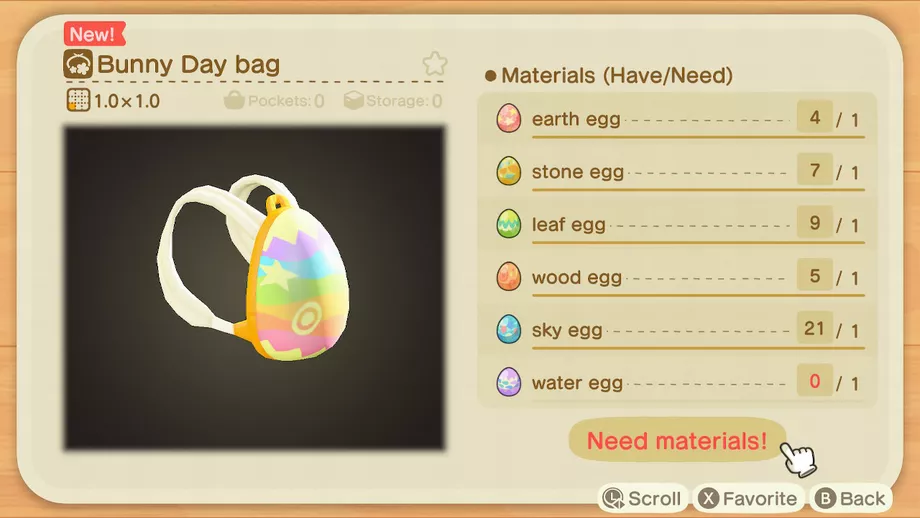 New!
Bunny Day bag
1.0×1.0 Pockets: 0 Storage: 0
● Materials (Have/Need)
earth egg 4 / 1
stone egg 7 / 1
leaf egg 9 / 1
wood egg 5 / 1
sky egg 21 / 1
water egg 0 / 1
Need materials!
L Scroll X Favorite B Back